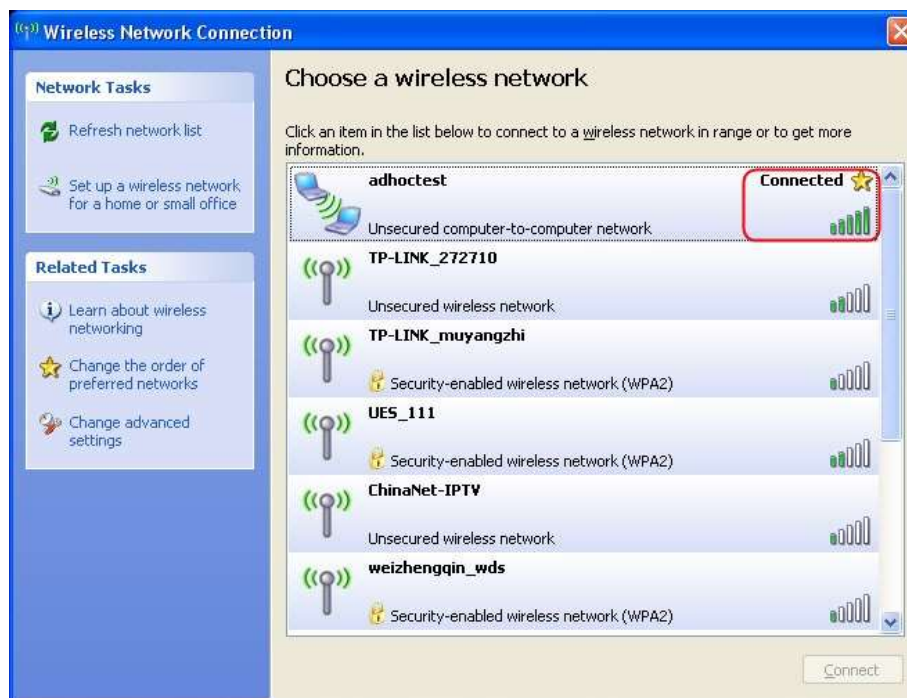 Wireless Network Connection
Network Tasks
Refresh network list
Set up a wireless network
for a home or small office
Related Tasks
Learn about wireless
networking
Change the order of
preferred networks
Change advanced
settings
Choose a wireless network
Click an item in the list below to connect to a wireless network in range or to get more
information.
adhoctest Connected
Unsecured computer-to-computer network
TP-LINK_272710
Unsecured wireless network
TP-LINK_muyangzhi
Security-enabled wireless network (WPA2)
UES_111
Security-enabled wireless network (WPA2)
ChinaNet-IPTV
Unsecured wireless network
weizhengqin_wds
Security-enabled wireless network (WPA2)
Connect